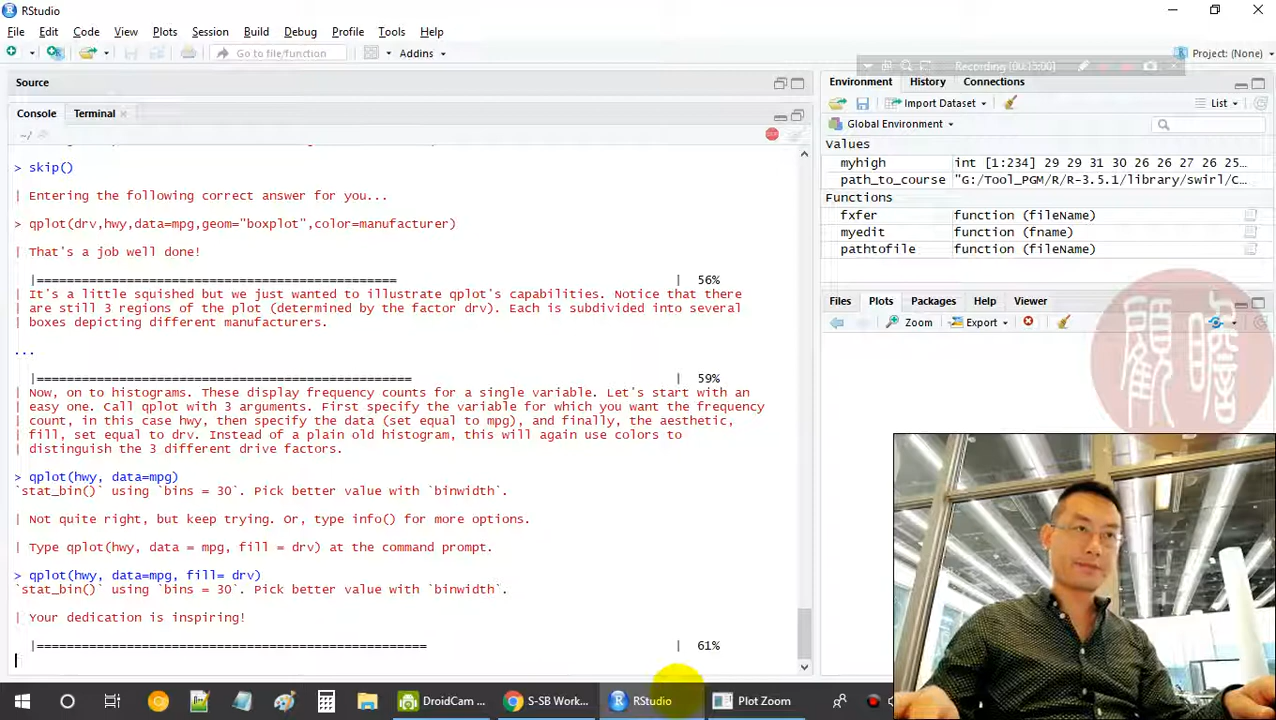 RStudio
File Edit Code View Plots Session Build Debug Profile Tools Help
Go to file/function Addins Project: (None)
Recording [00:15:00]
Source
Console Terminal
~/
> skip()
| Entering the following correct answer for you...
> qplot(drv,hwy,data=mpg,geom="boxplot",color=manufacturer)
| That's a job well done!
|================================================ | 56%
| It's a little squished but we just wanted to illustrate qplot's capabilities. Notice that there
| are still 3 regions of the plot (determined by the factor drv). Each is subdivided into several
| boxes depicting different manufacturers.
...
|================================================== | 59%
| Now, on to histograms. These display frequency counts for a single variable. Let's start with an
| easy one. Call qplot with 3 arguments. First specify the variable for which you want the frequency
| count, in this case hwy, then specify the data (set equal to mpg), and finally, the aesthetic,
| fill, set equal to drv. Instead of a plain old histogram, this will again use colors to
| distinguish the 3 different drive factors.
> qplot(hwy, data=mpg)
`stat_bin()` using `bins = 30`. Pick better value with `binwidth`.
| Not quite right, but keep trying. Or, type info() for more options.
| Type qplot(hwy, data = mpg, fill = drv) at the command prompt.
> qplot(hwy, data=mpg, fill= drv)
`stat_bin()` using `bins = 30`. Pick better value with `binwidth`.
| Your dedication is inspiring!
|==================================================== | 61%
Environment History Connections
Import Dataset List
Global Environment
Values
myhigh int [1:234] 29 29 31 30 26 26 27 26 25…
path_to_course "G:/Tool_PGM/R/R-3.5.1/library/swirl/C…
Functions
fxfer function (fileName)
myedit function (fname)
pathtofile function (fileName)
Files Plots Packages Help Viewer
Zoom Export
顧瞻
DroidCam ... S-SB Work... RStudio Plot Zoom